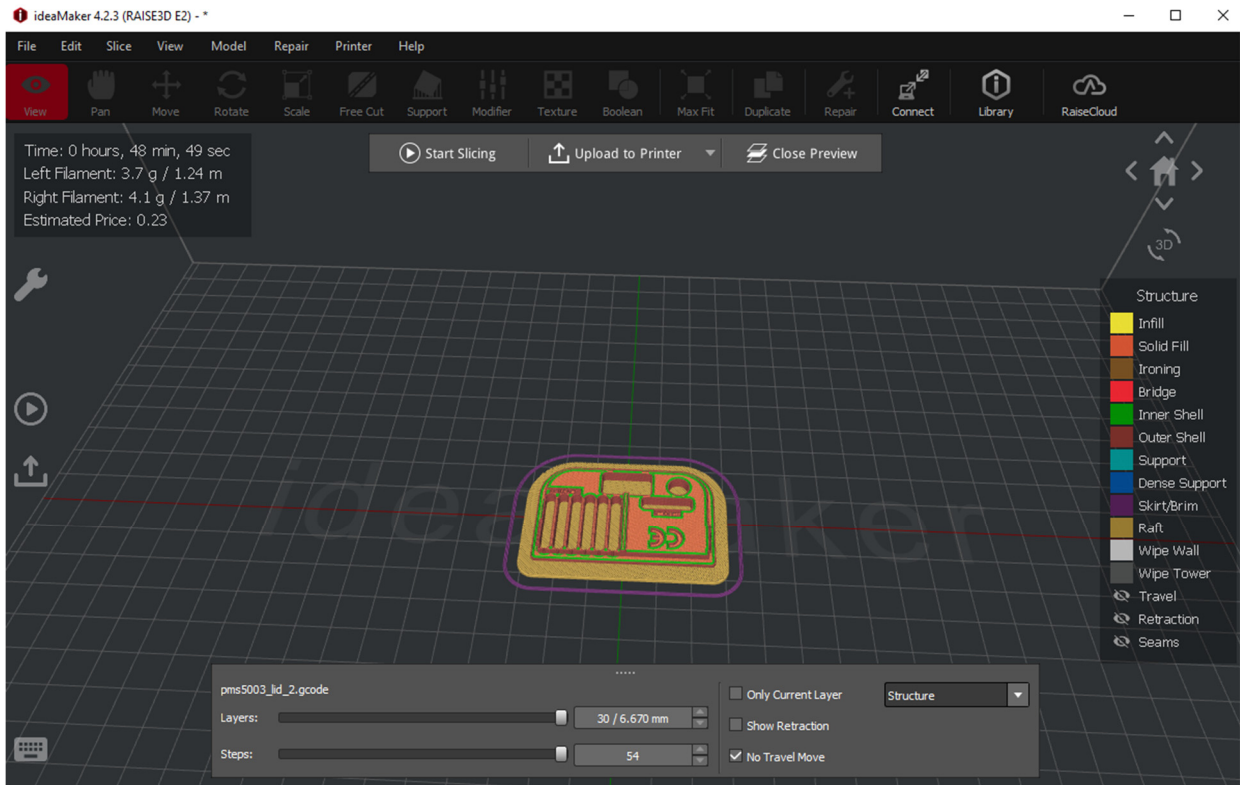 ideaMaker 4.2.3 (RAISE3D E2) - *
File Edit Slice View Model Repair Printer Help
View Pan Move Rotate Scale Free Cut Support Modifier Texture Boolean Max Fit Duplicate Repair Connect Library RaiseCloud
Time: 0 hours, 48 min, 49 sec
Left Filament: 3.7 g / 1.24 m
Right Filament: 4.1 g / 1.37 m
Estimated Price: 0.23
Start Slicing Upload to Printer Close Preview
3D
Structure
Infill
Solid Fill
Ironing
Bridge
Inner Shell
Outer Shell
Support
Dense Support
Skirt/Brim
Raft
Wipe Wall
Wipe Tower
Travel
Retraction
Seams
ideaMaker
CE
pms5003_lid_2.gcode
Layers: 30 / 6.670 mm
Steps: 54
Only Current Layer
Show Retraction
No Travel Move
Structure